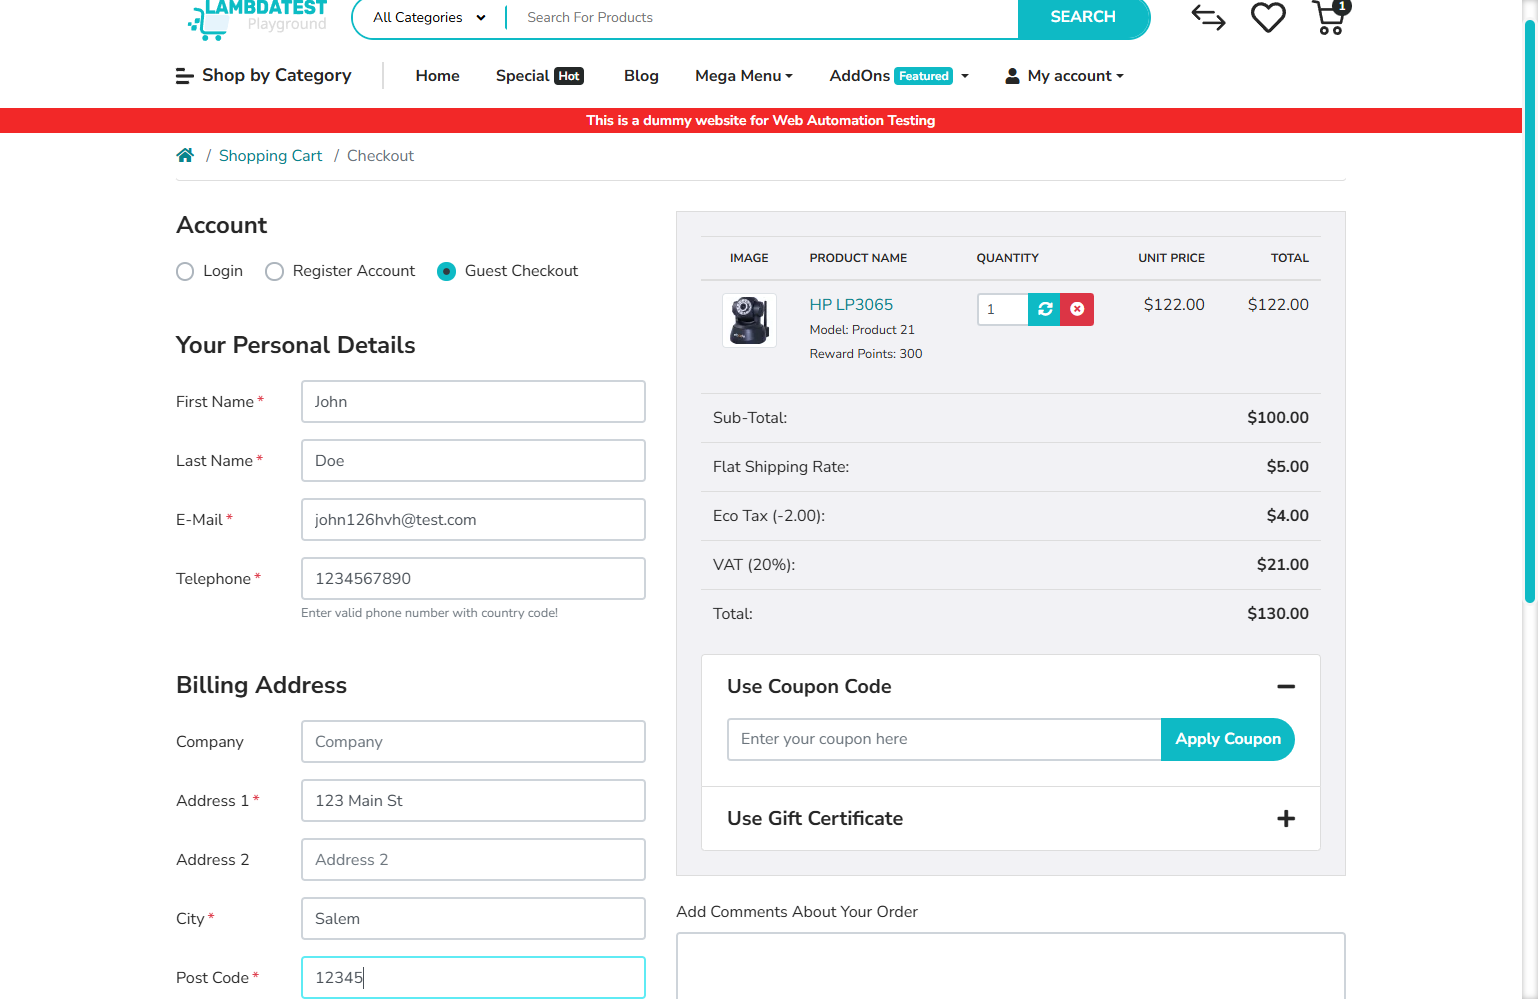 LAMBDATEST
Playground
All Categories
Search For Products
SEARCH
1
Shop by Category
Home
Special Hot
Blog
Mega Menu
AddOns Featured
My account
This is a dummy website for Web Automation Testing
/ Shopping Cart / Checkout
Account
Login
Register Account
Guest Checkout
Your Personal Details
First Name *
John
Last Name *
Doe
E-Mail *
john126hvh@test.com
Telephone *
1234567890
Enter valid phone number with country code!
Billing Address
Company
Company
Address 1 *
123 Main St
Address 2
Address 2
City *
Salem
Post Code *
12345
IMAGE PRODUCT NAME QUANTITY UNIT PRICE TOTAL
HP LP3065 1 $122.00 $122.00
Model: Product 21
Reward Points: 300
Sub-Total: $100.00
Flat Shipping Rate: $5.00
Eco Tax (-2.00): $4.00
VAT (20%): $21.00
Total: $130.00
Use Coupon Code
Enter your coupon here
Apply Coupon
Use Gift Certificate
Add Comments About Your Order